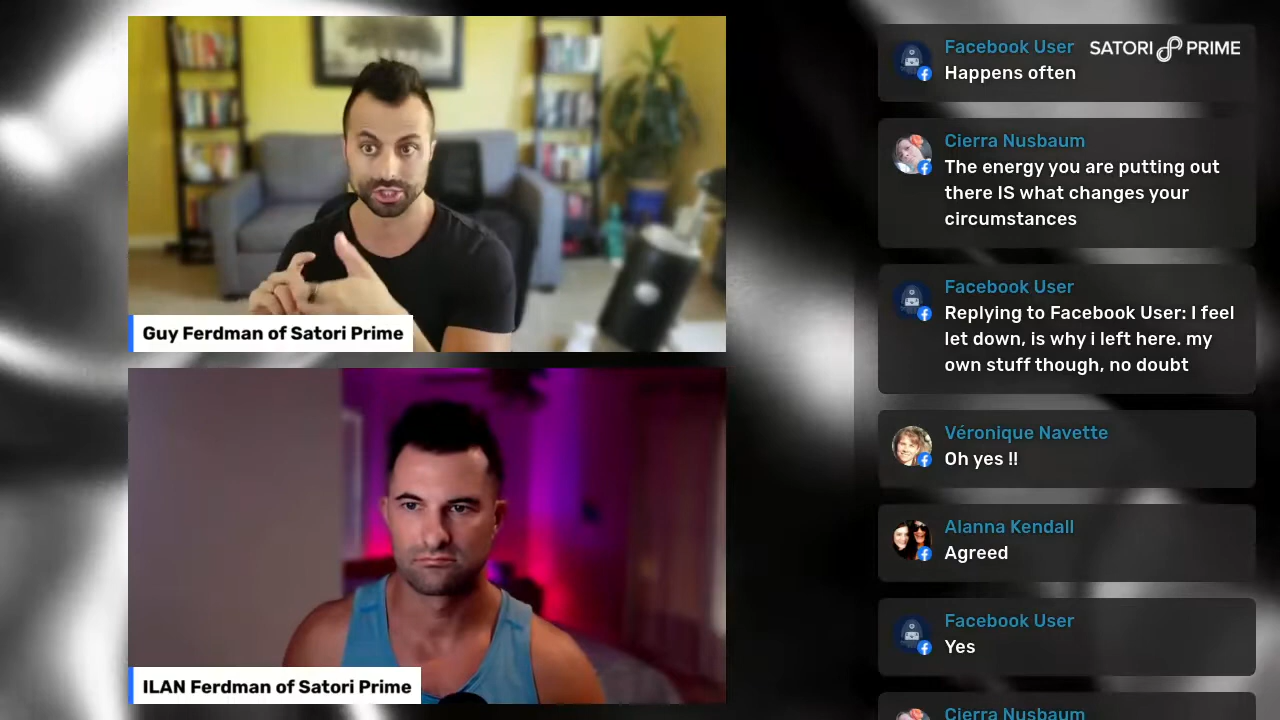 Guy Ferdman of Satori Prime
ILAN Ferdman of Satori Prime
SATORI PRIME
Facebook User
Happens often
Cierra Nusbaum
The energy you are putting out
there IS what changes your
circumstances
Facebook User
Replying to Facebook User: I feel
let down, is why i left here. my
own stuff though, no doubt
Véronique Navette
Oh yes !!
Alanna Kendall
Agreed
Facebook User
Yes
Cierra Nusbaum